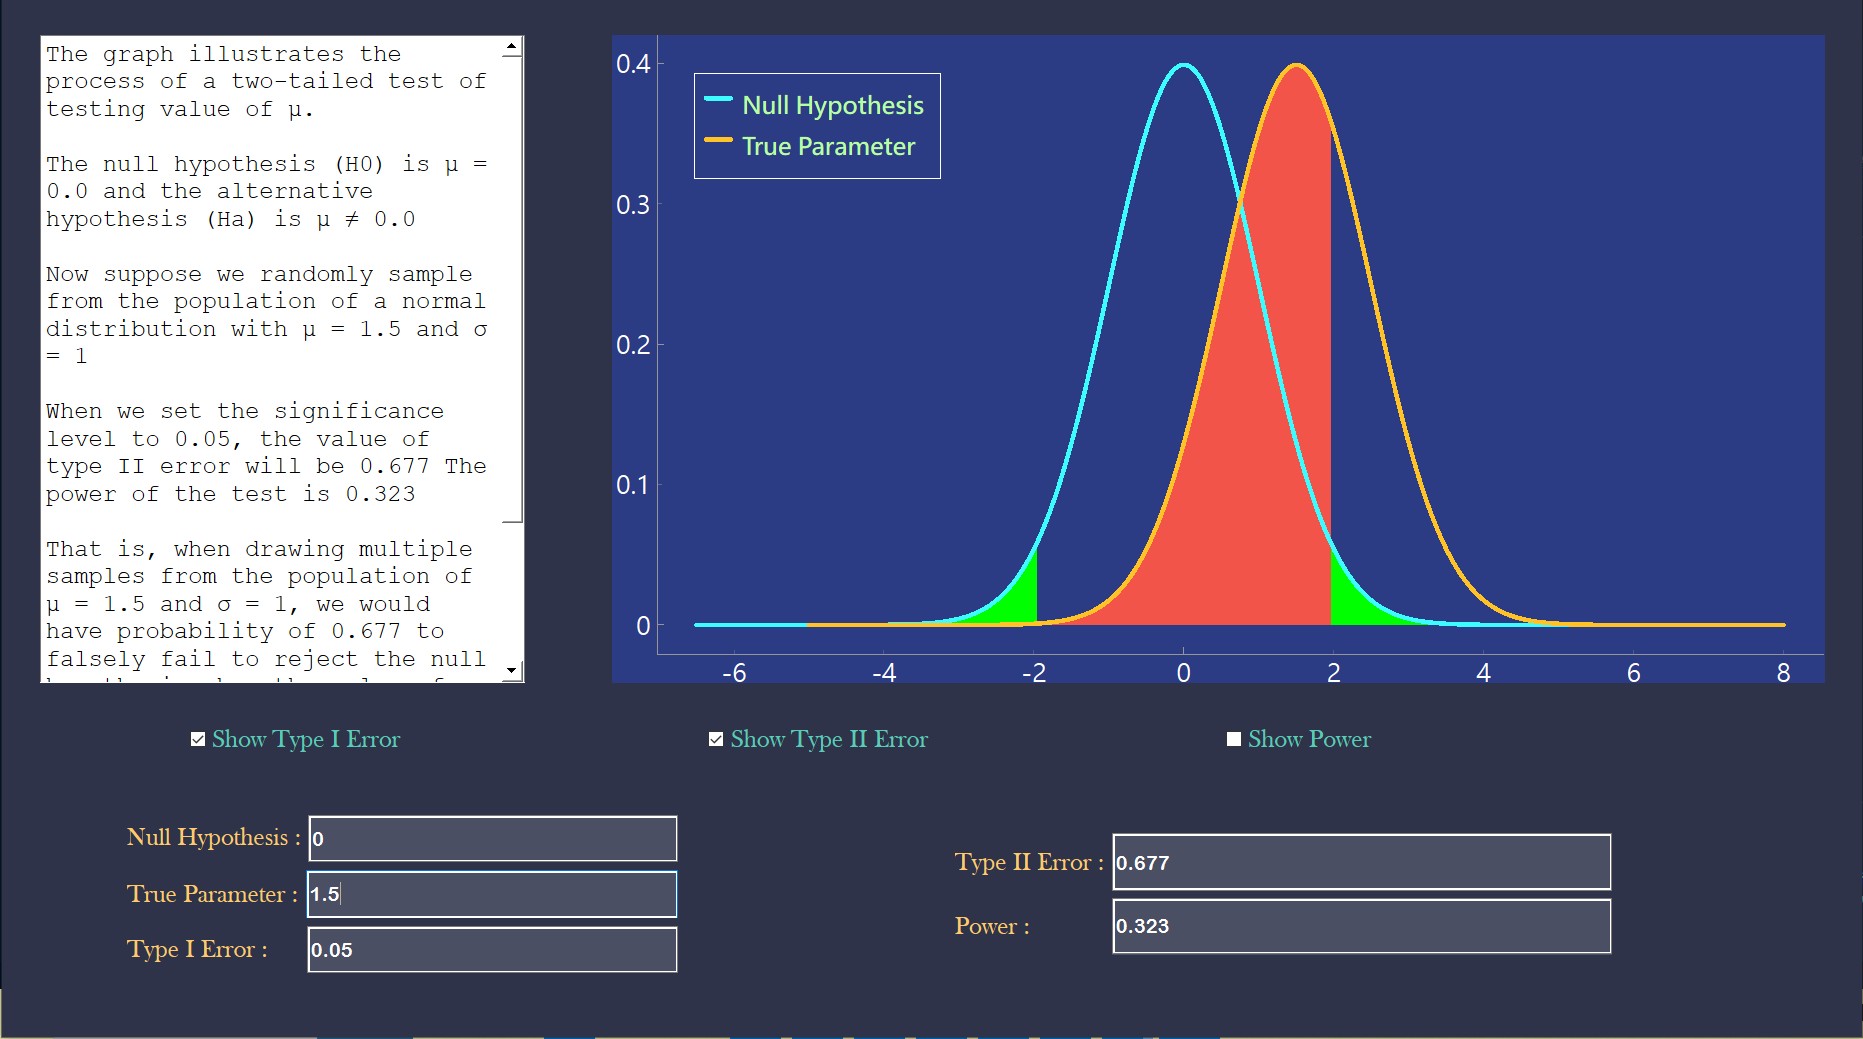 The graph illustrates the
process of a two-tailed test of
testing value of μ.
The null hypothesis (H0) is μ =
0.0 and the alternative
hypothesis (Ha) is μ ≠ 0.0
Now suppose we randomly sample
from the population of a normal
distribution with μ = 1.5 and σ
= 1
When we set the significance
level to 0.05, the value of
type II error will be 0.677 The
power of the test is 0.323
That is, when drawing multiple
samples from the population of
μ = 1.5 and σ = 1, we would
have probability of 0.677 to
falsely fail to reject the null
0.4
0.3
0.2
0.1
0
Null Hypothesis
True Parameter
-6 -4 -2 0 2 4 6 8
Show Type I Error
Show Type II Error
Show Power
Null Hypothesis : 0
True Parameter : 1.5
Type I Error : 0.05
Type II Error : 0.677
Power : 0.323